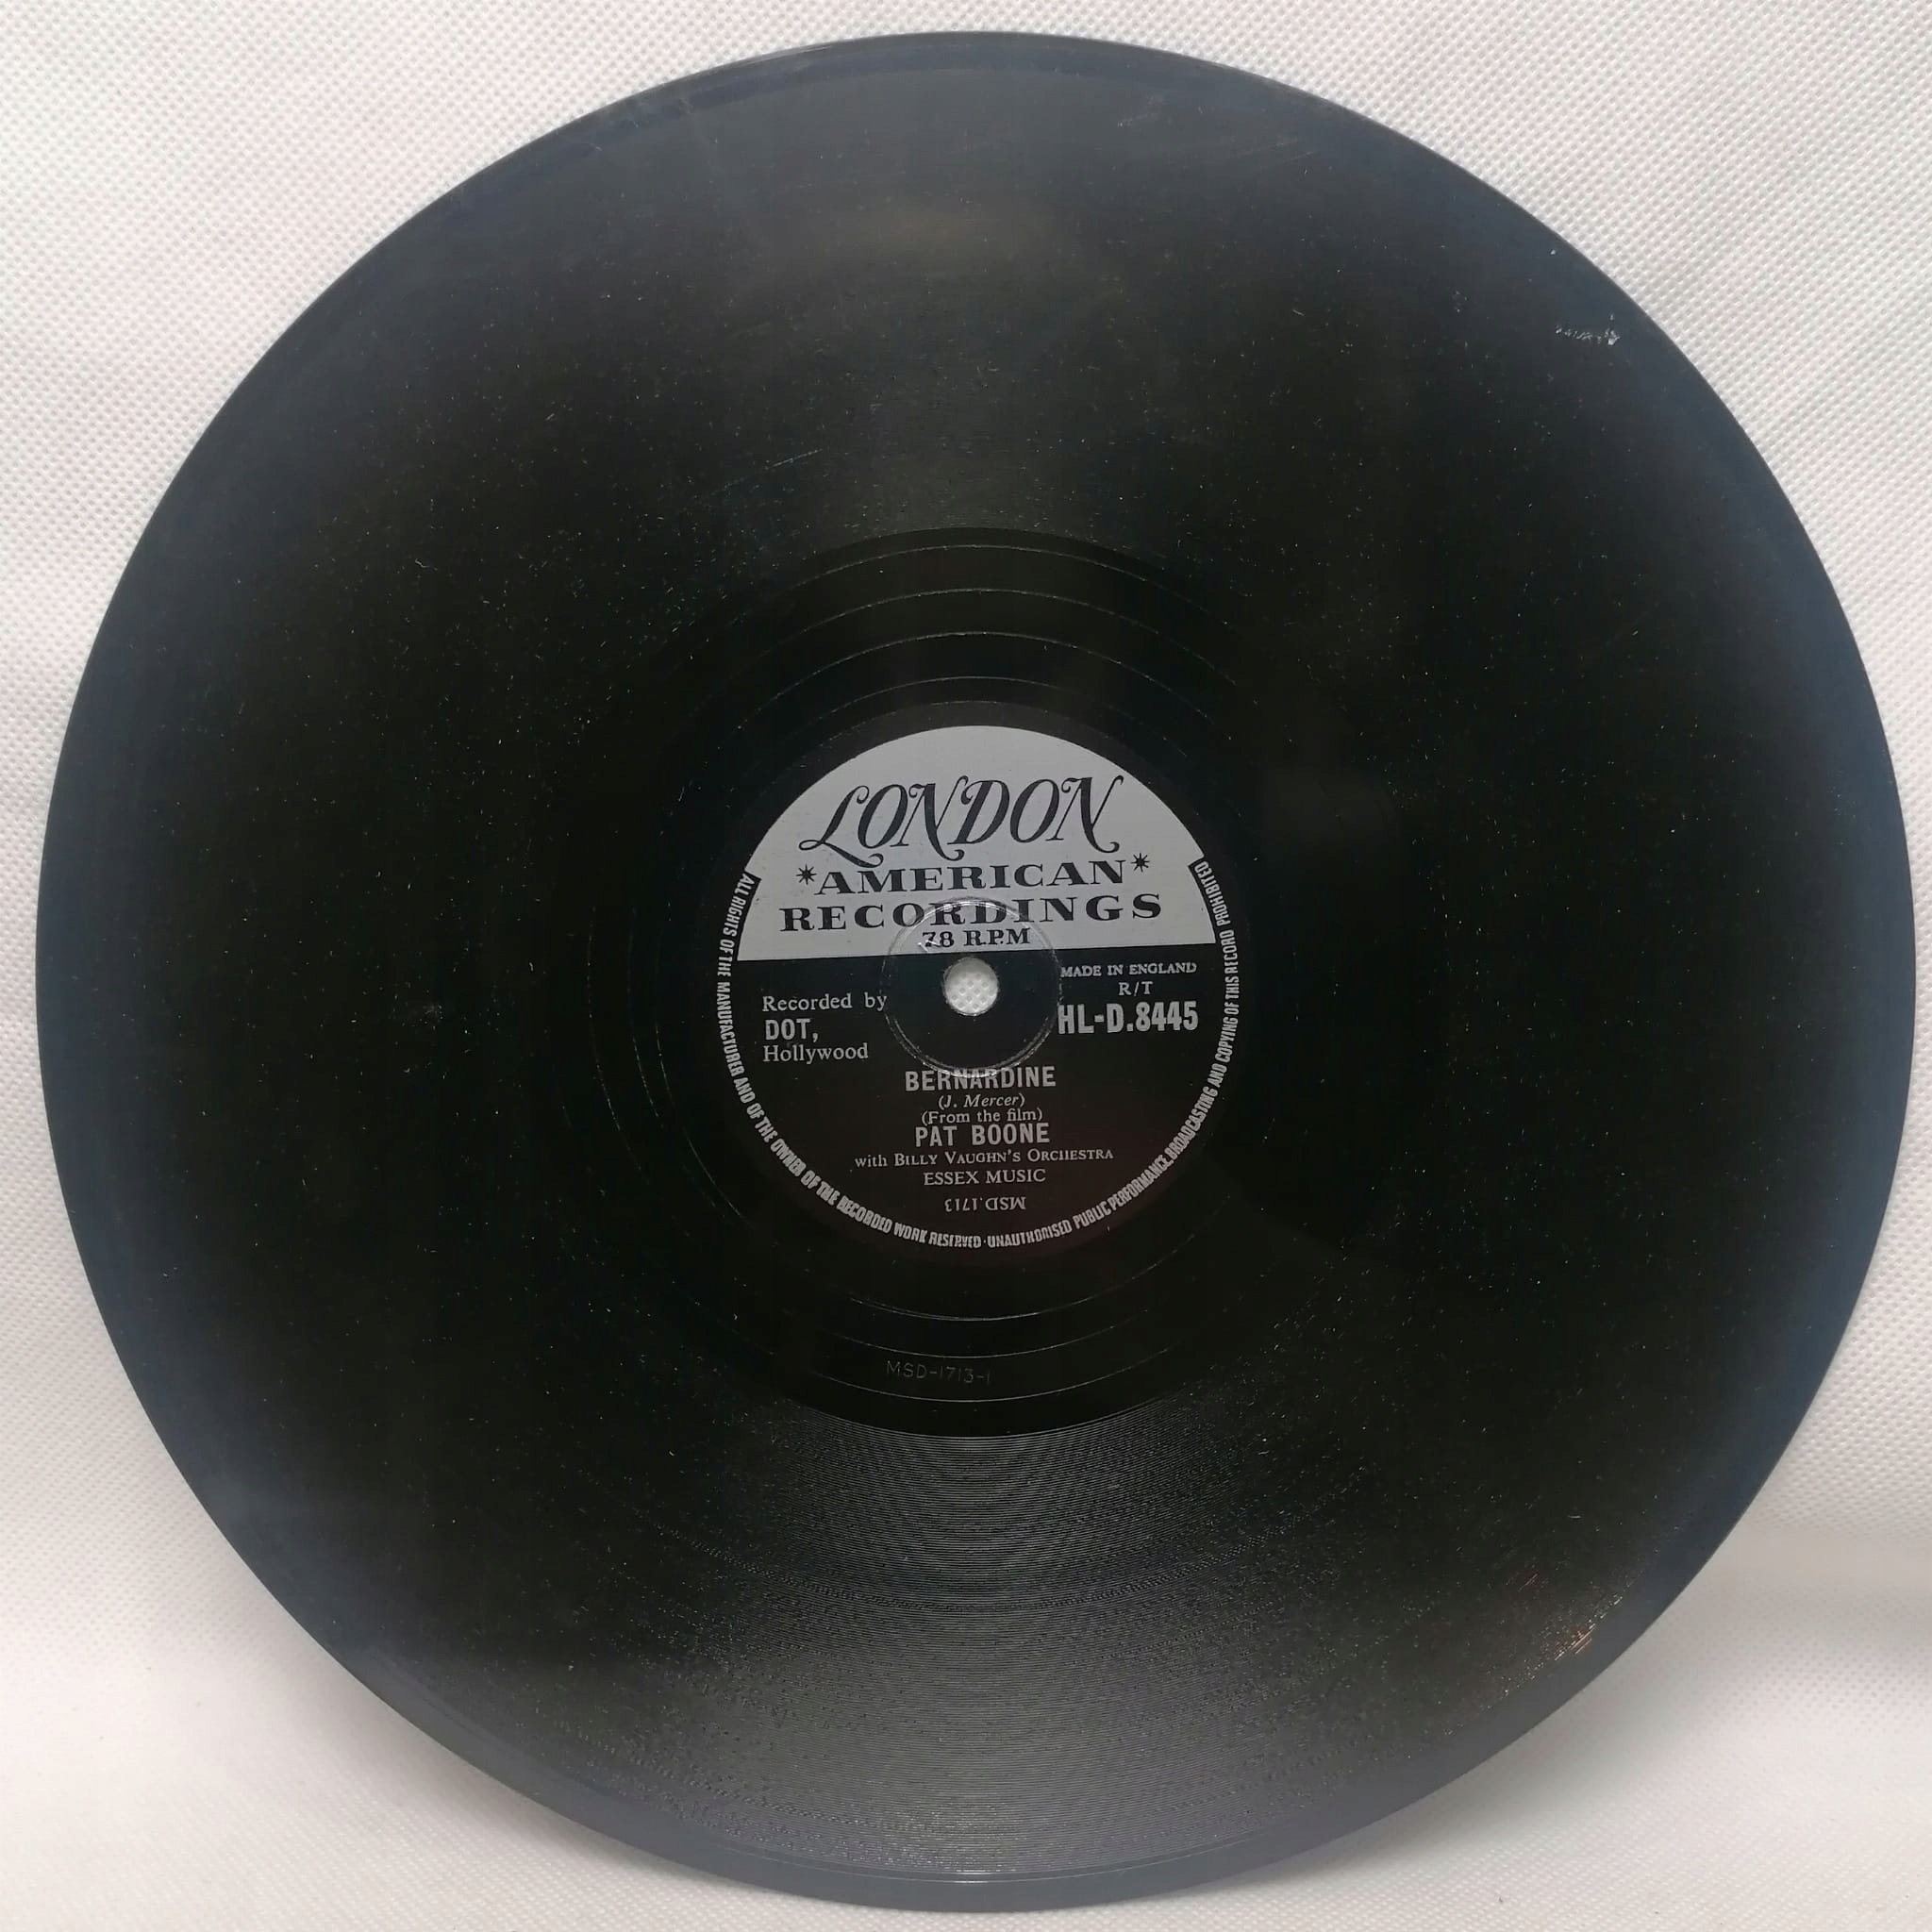 LONDON
*AMERICAN*
RECORDINGS
78 R.P.M
MADE IN ENGLAND
R/T
HL-D.8445
Recorded by
DOT,
Hollywood
BERNARDINE
(J. Mercer)
(From the film)
PAT BOONE
with BILLY VAUGHN'S ORCHESTRA
ESSEX MUSIC
MSD.1713
ALL RIGHTS OF THE MANUFACTURER AND OF THE OWNER OF THE RECORDED WORK RESERVED · UNAUTHORISED PUBLIC PERFORMANCE, BROADCASTING AND COPYING OF THIS RECORD PROHIBITED
MSD-1713-1